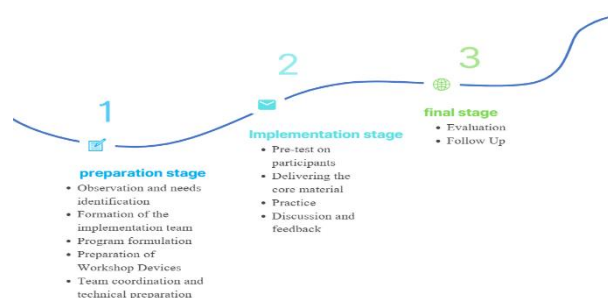 1
preparation stage
• Observation and needs
identification
• Formation of the
implementation team
• Program formulation
• Preparation of
Workshop Devices
• Team coordination and
technical preparation
2
Implementation stage
• Pre-test on
participants
• Delivering the
core material
• Practice
• Discussion and
feedback
3
final stage
• Evaluation
• Follow Up